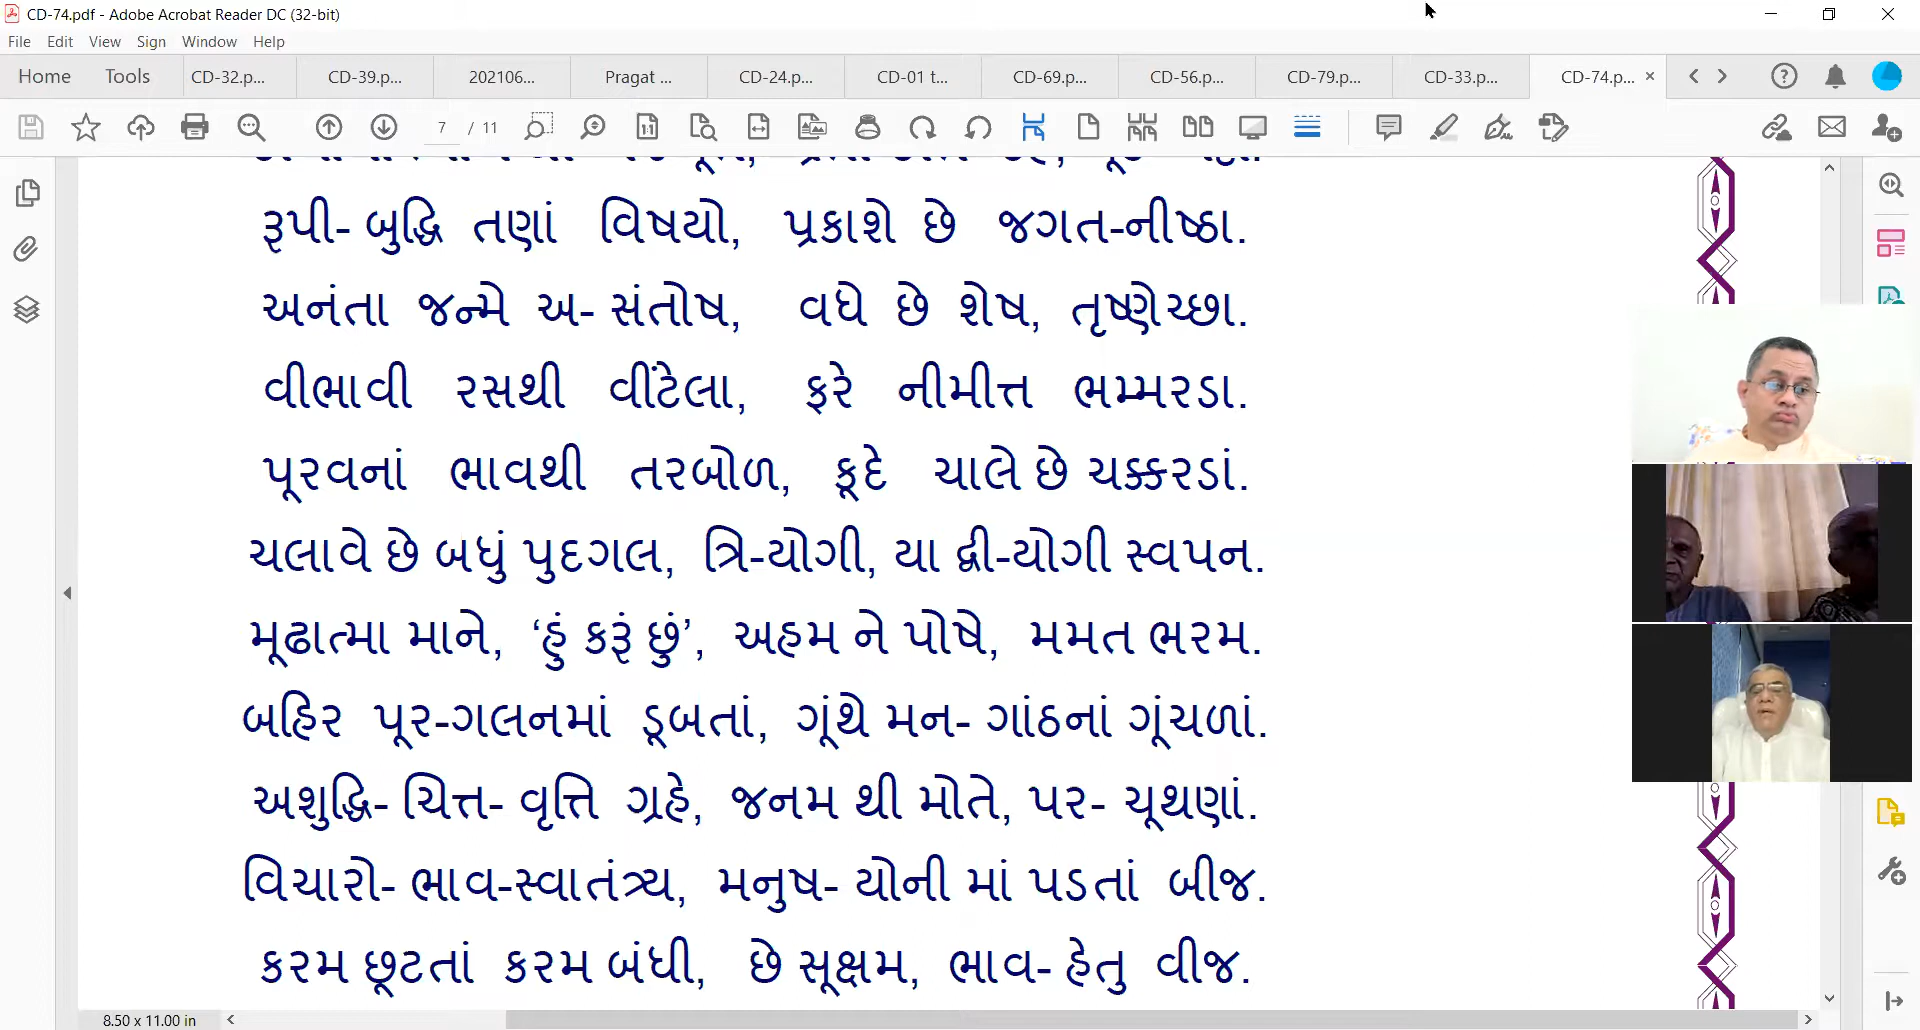 CD-74.pdf - Adobe Acrobat Reader DC (32-bit)
File Edit View Sign Window Help
Home Tools CD-32.p... CD-39.p... 202106... Pragat ... CD-24.p... CD-01 t... CD-69.p... CD-56.p... CD-79.p... CD-33.p... CD-74.p...
7 / 11
રૂપી- બુદ્ધિ તણાં વિષયો, પ્રકાશે છે જગત-નીષ્ઠા.
અનંતા જન્મે અ- સંતોષ, વધે છે શેષ, તૃષ્ણેચ્છા.
વીભાવી રસથી વીંટેલા, ફરે નીમીત્ત ભમ્મરડા.
પૂરવનાં ભાવથી તરબોળ, કૂદે ચાલે છે ચક્કરડાં.
ચલાવે છે બધું પુદગલ, ત્રિ-યોગી, યા દ્વી-યોગી સ્વપન.
મૂઢાત્મા માને, ‘હું કરૂં છું’, અહમ ને પોષે, મમત ભરમ.
બહિર પૂર-ગલનમાં ડૂબતાં, ગૂંથે મન- ગાંઠનાં ગૂંચળાં.
અશુદ્ધિ- ચિત્ત- વૃત્તિ ગ્રહે, જનમ થી મોતે, પર- ચૂથણાં.
વિચારો- ભાવ-સ્વાતંત્ર્ય, મનુષ- યોની માં પડતાં બીજ.
કરમ છૂટતાં કરમ બંધી, છે સૂક્ષમ, ભાવ- હેતુ વીજ.
8.50 x 11.00 in